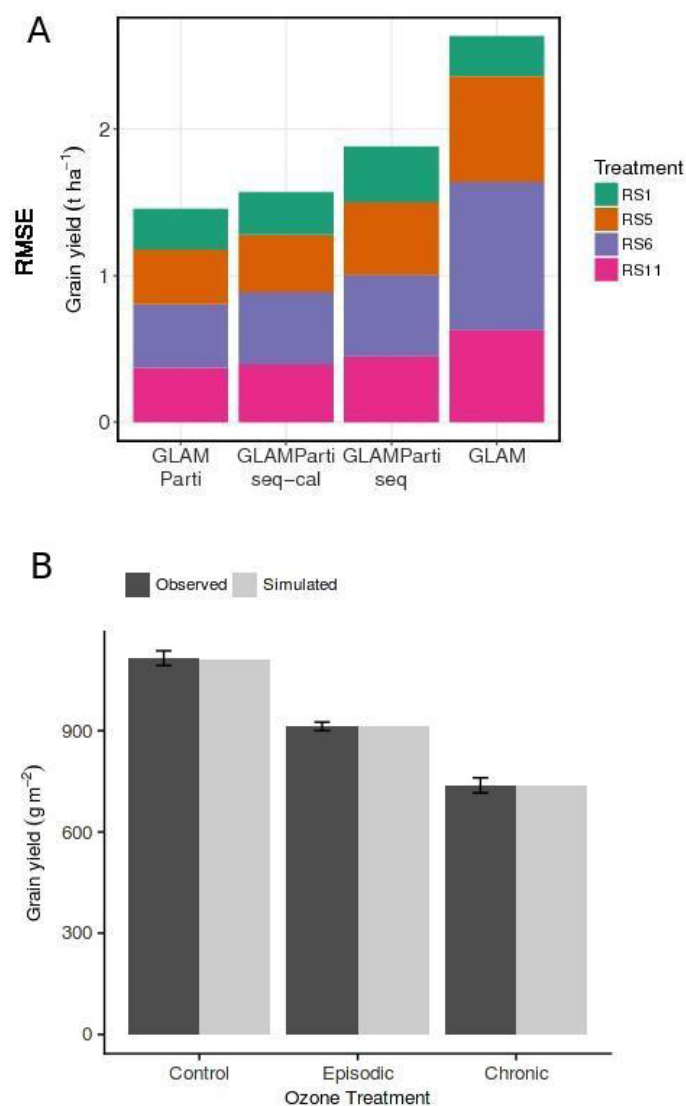 A
RMSE
Grain yield (t ha⁻¹)
2
1
0
GLAM
Parti
GLAMParti
seq−cal
GLAMParti
seq
GLAM
Treatment
RS1
RS5
RS6
RS11
B
Observed
Simulated
Grain yield (g m⁻²)
900
600
300
0
Control
Episodic
Chronic
Ozone Treatment